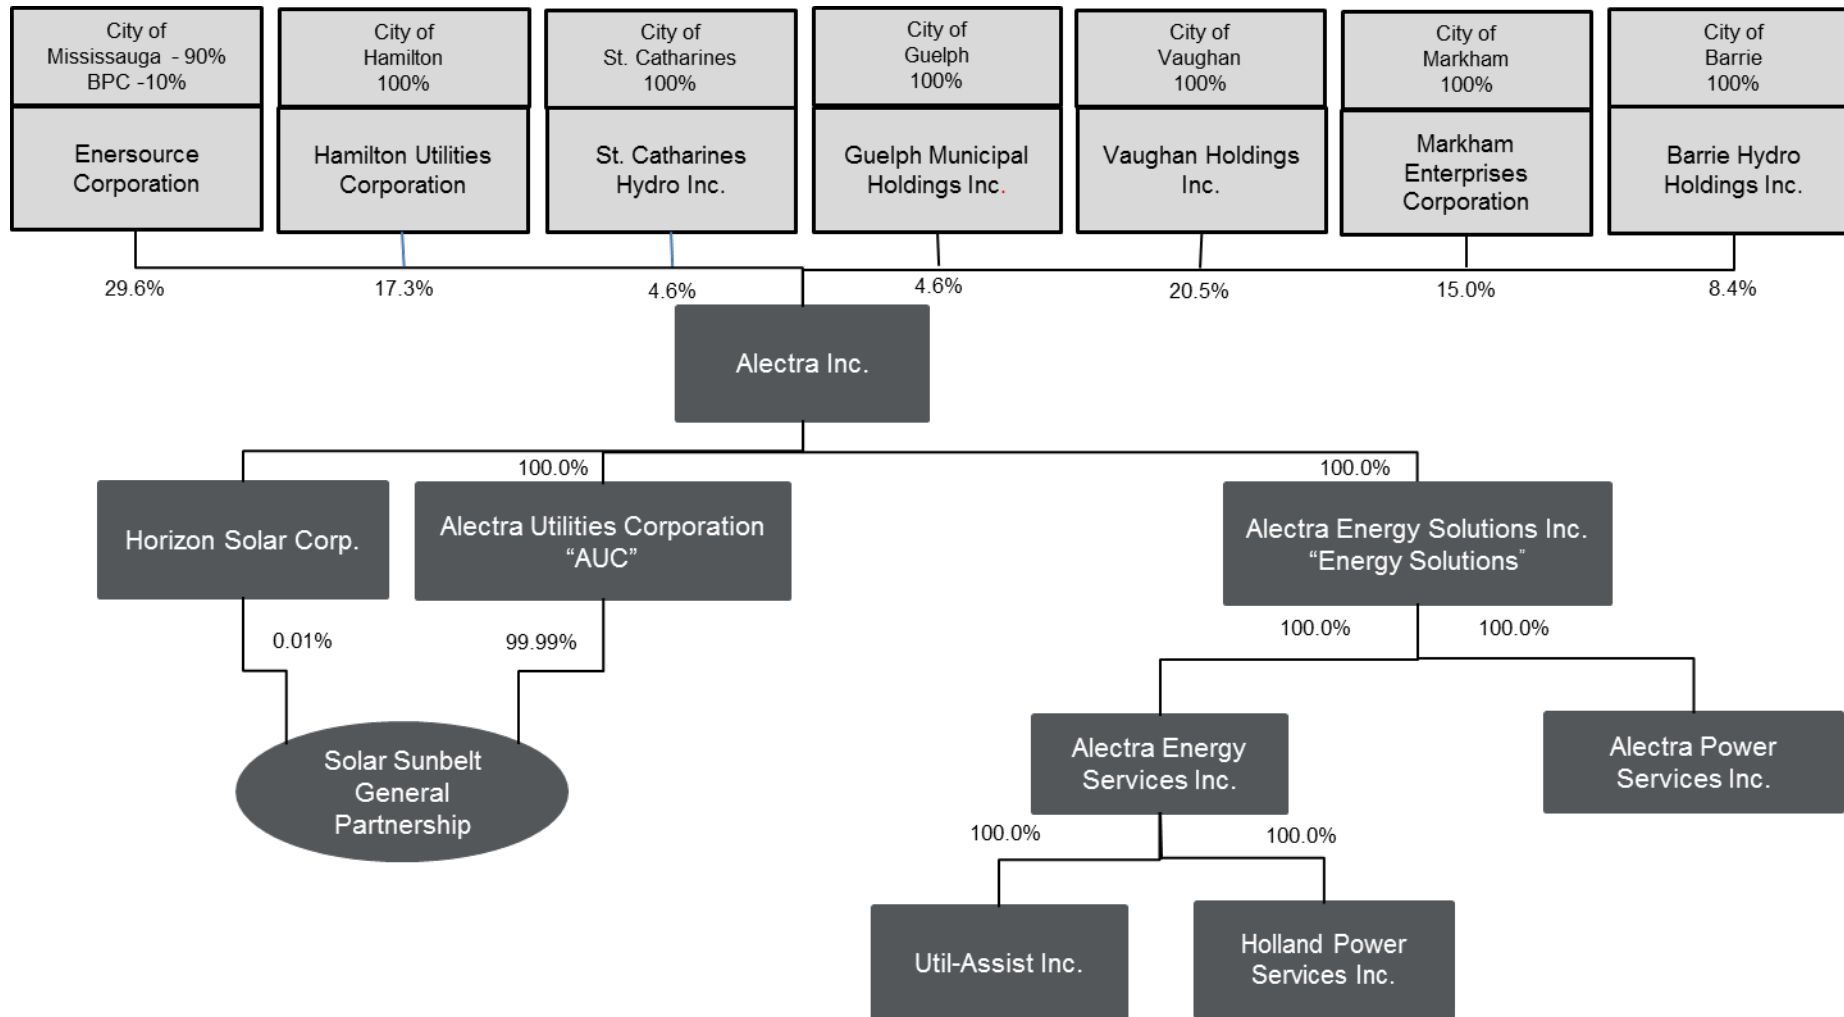 City of
Mississauga - 90%
BPC -10%
City of
Hamilton
100%
City of
St. Catharines
100%
City of
Guelph
100%
City of
Vaughan
100%
City of
Markham
100%
City of
Barrie
100%
Enersource
Corporation
Hamilton Utilities
Corporation
St. Catharines
Hydro Inc.
Guelph Municipal
Holdings Inc.
Vaughan Holdings
Inc.
Markham
Enterprises
Corporation
Barrie Hydro
Holdings Inc.
29.6%
17.3%
4.6%
4.6%
20.5%
15.0%
8.4%
Alectra Inc.
100.0%
100.0%
Horizon Solar Corp.
Alectra Utilities Corporation
“AUC”
Alectra Energy Solutions Inc.
“Energy Solutions”
0.01%
99.99%
100.0%
100.0%
Solar Sunbelt
General
Partnership
Alectra Energy
Services Inc.
Alectra Power
Services Inc.
100.0%
100.0%
Util-Assist Inc.
Holland Power
Services Inc.